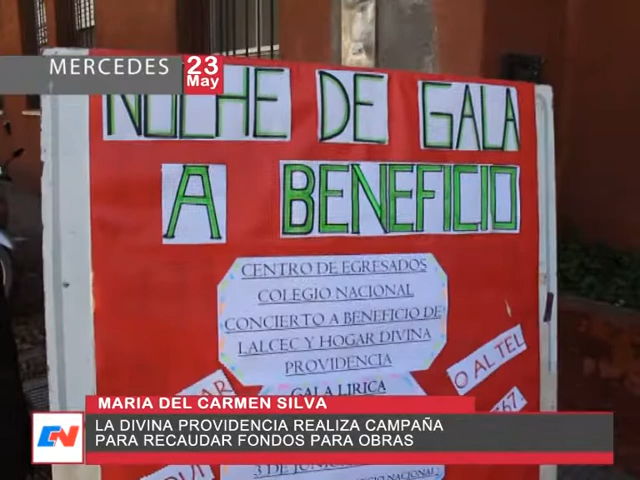 MERCEDES
23
May
NOCHE DE GALA
A BENEFICIO
CENTRO DE EGRESADOS
COLEGIO NACIONAL
CONCIERTO A BENEFICIO DE
LALCEC Y HOGAR DIVINA
PROVIDENCIA
GALA LIRICA
O AL TEL
MARIA DEL CARMEN SILVA
CN
LA DIVINA PROVIDENCIA REALIZA CAMPAÑA
PARA RECAUDAR FONDOS PARA OBRAS